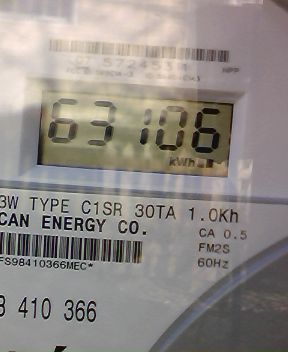 63106
kWh
3W TYPE C1SR 30TA 1.0Kh
CAN ENERGY CO.
CA 0.5
FM2S
FS98410366MEC*
60Hz
410 366